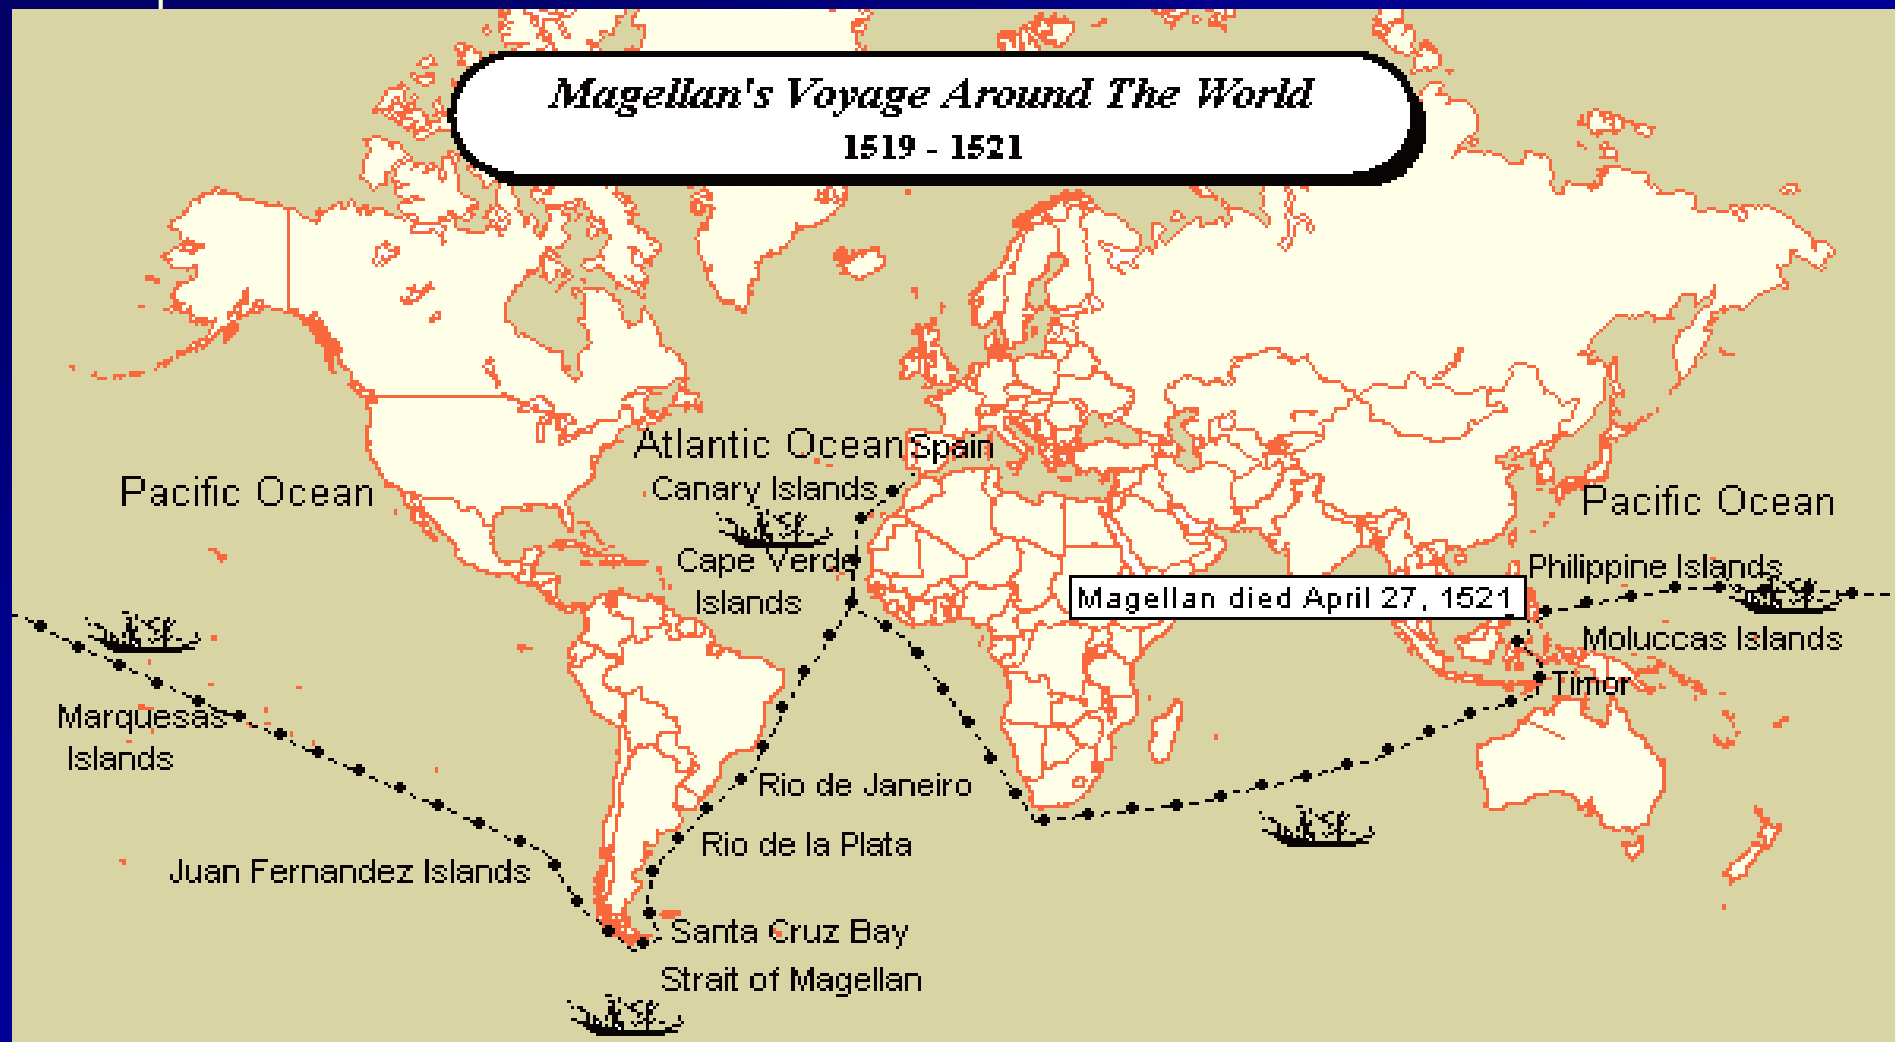 Magellan's Voyage Around The World
1519 - 1521
Atlantic Ocean
Spain
Pacific Ocean
Canary Islands
Pacific Ocean
Cape Verde
Islands
Philippine Islands
Magellan died April 27, 1521
Moluccas Islands
Timor
Marquesas
Islands
Rio de Janeiro
Rio de la Plata
Juan Fernandez Islands
Santa Cruz Bay
Strait of Magellan